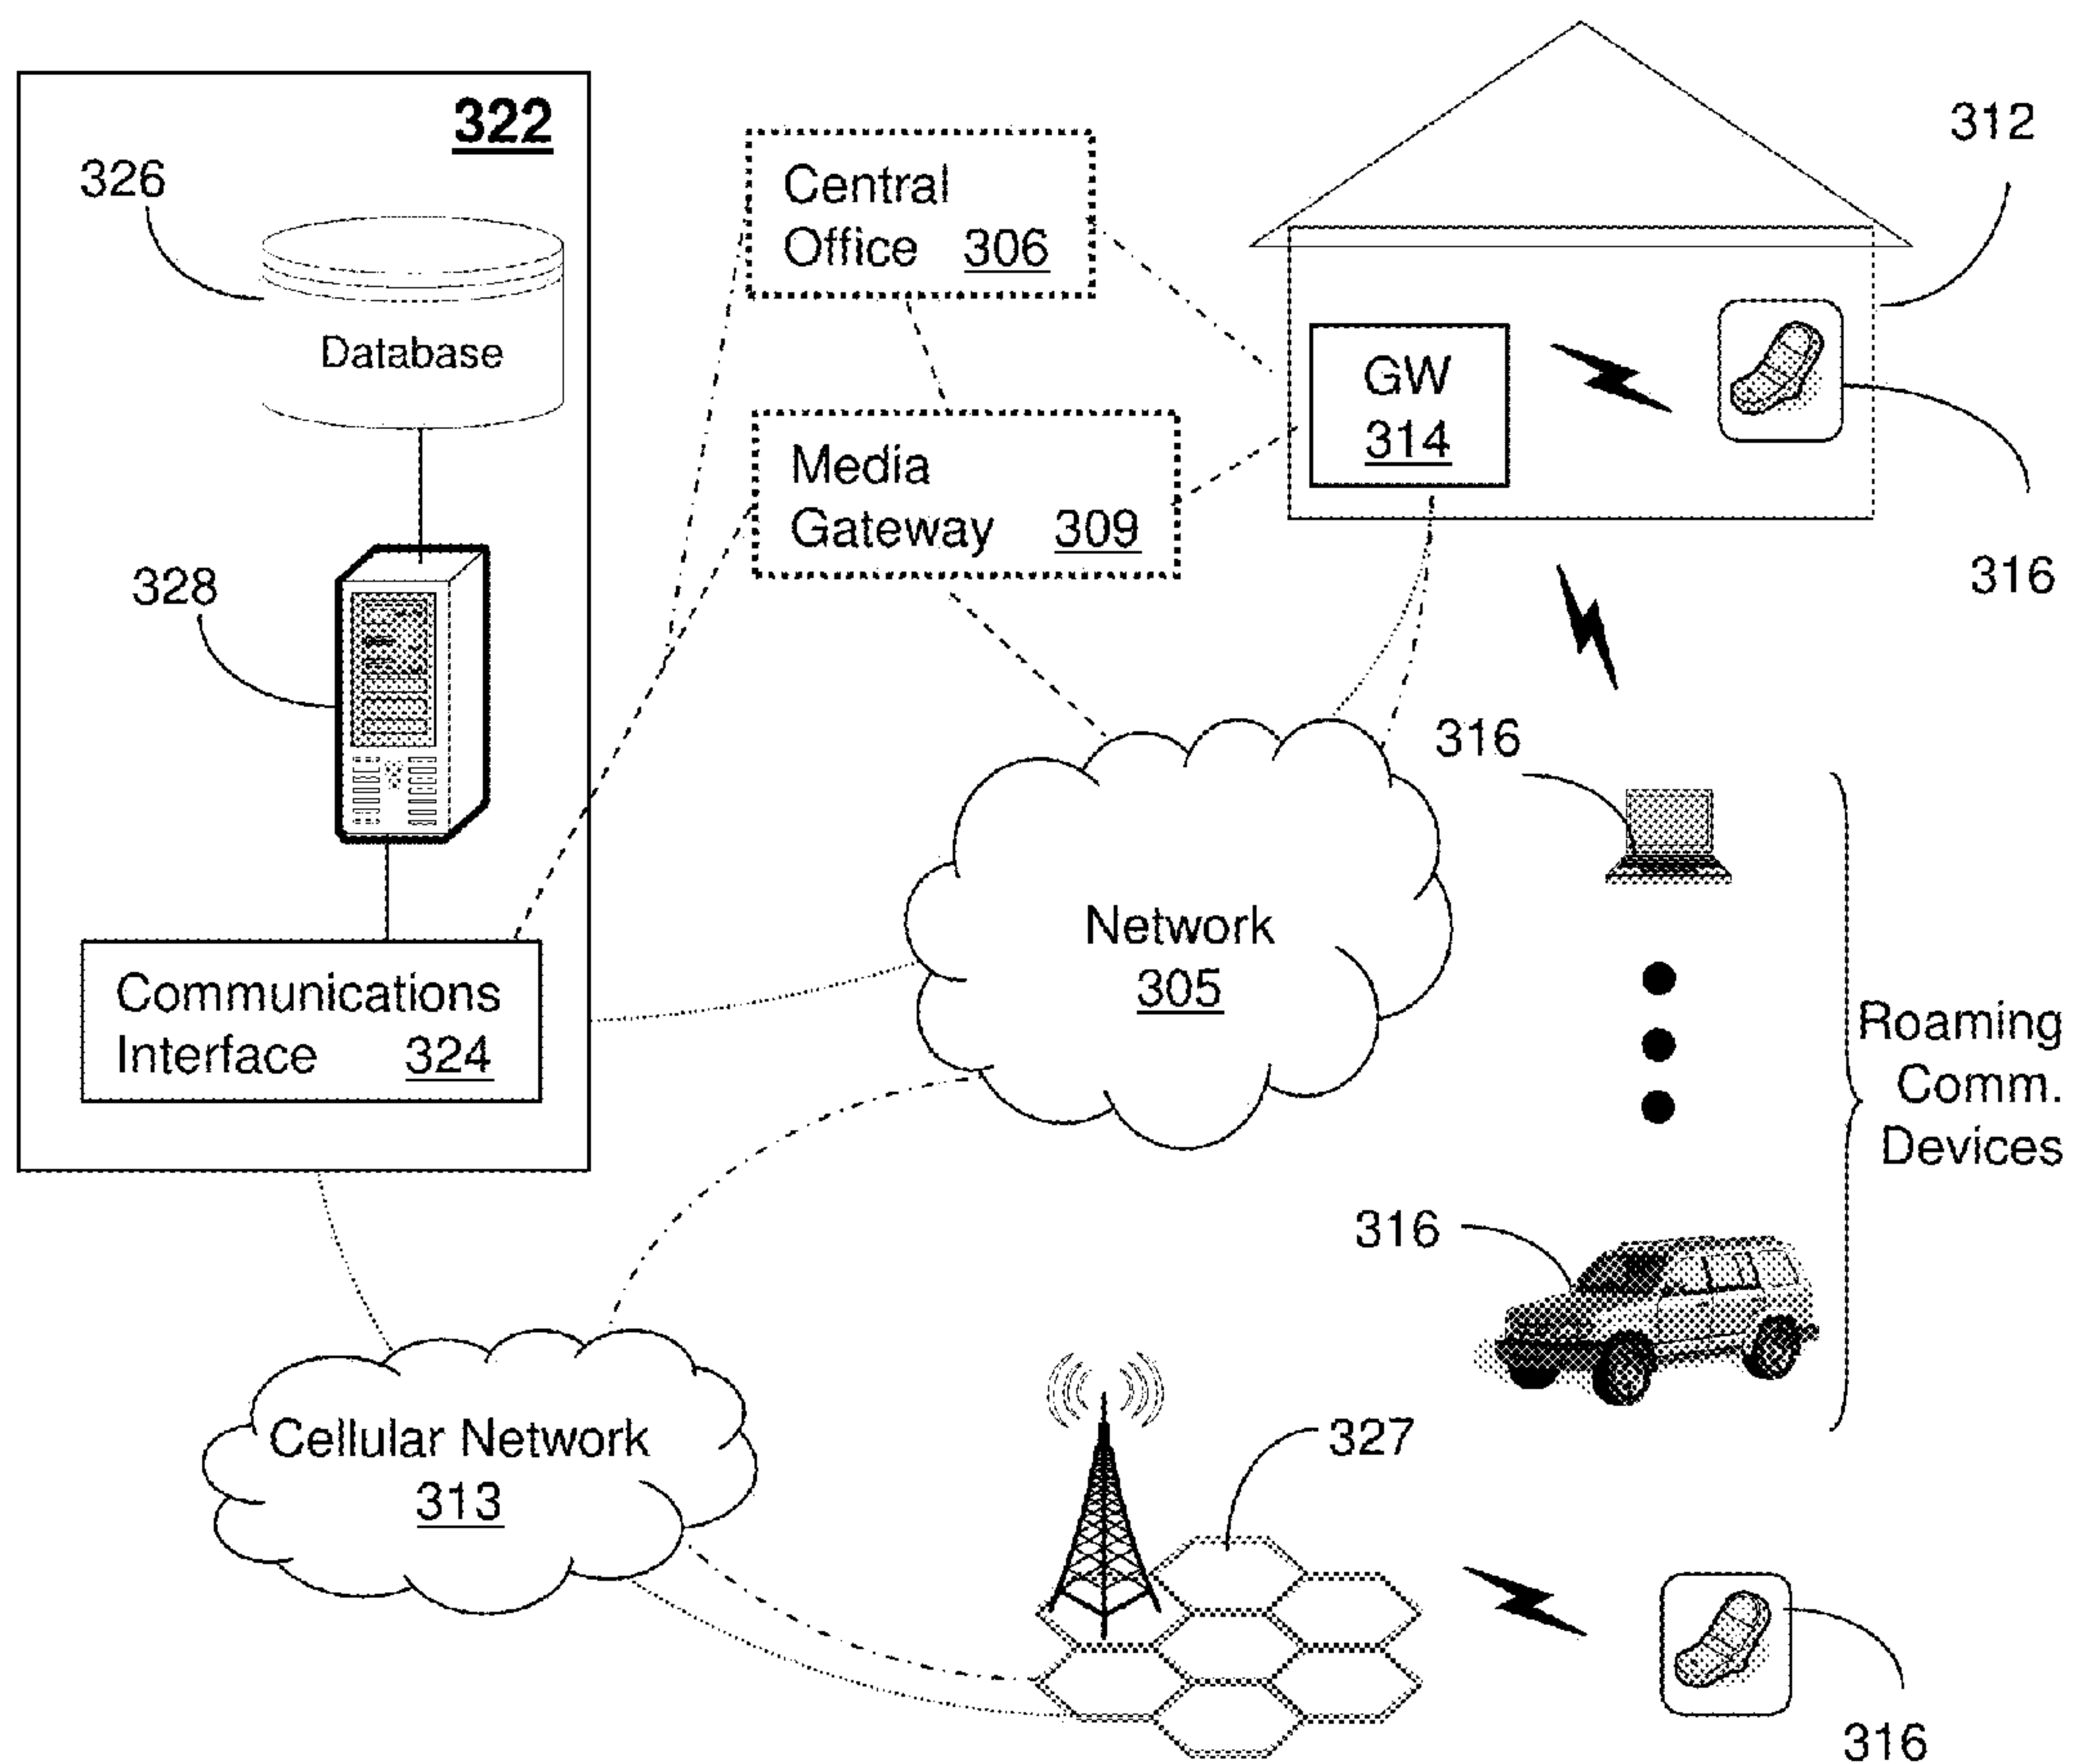 322
326
Database
328
Communications
Interface 324
Central
Office 306
Media
Gateway 309
312
GW
314
316
316
Network
305
Roaming
Comm.
Devices
316
Cellular Network
313
327
316